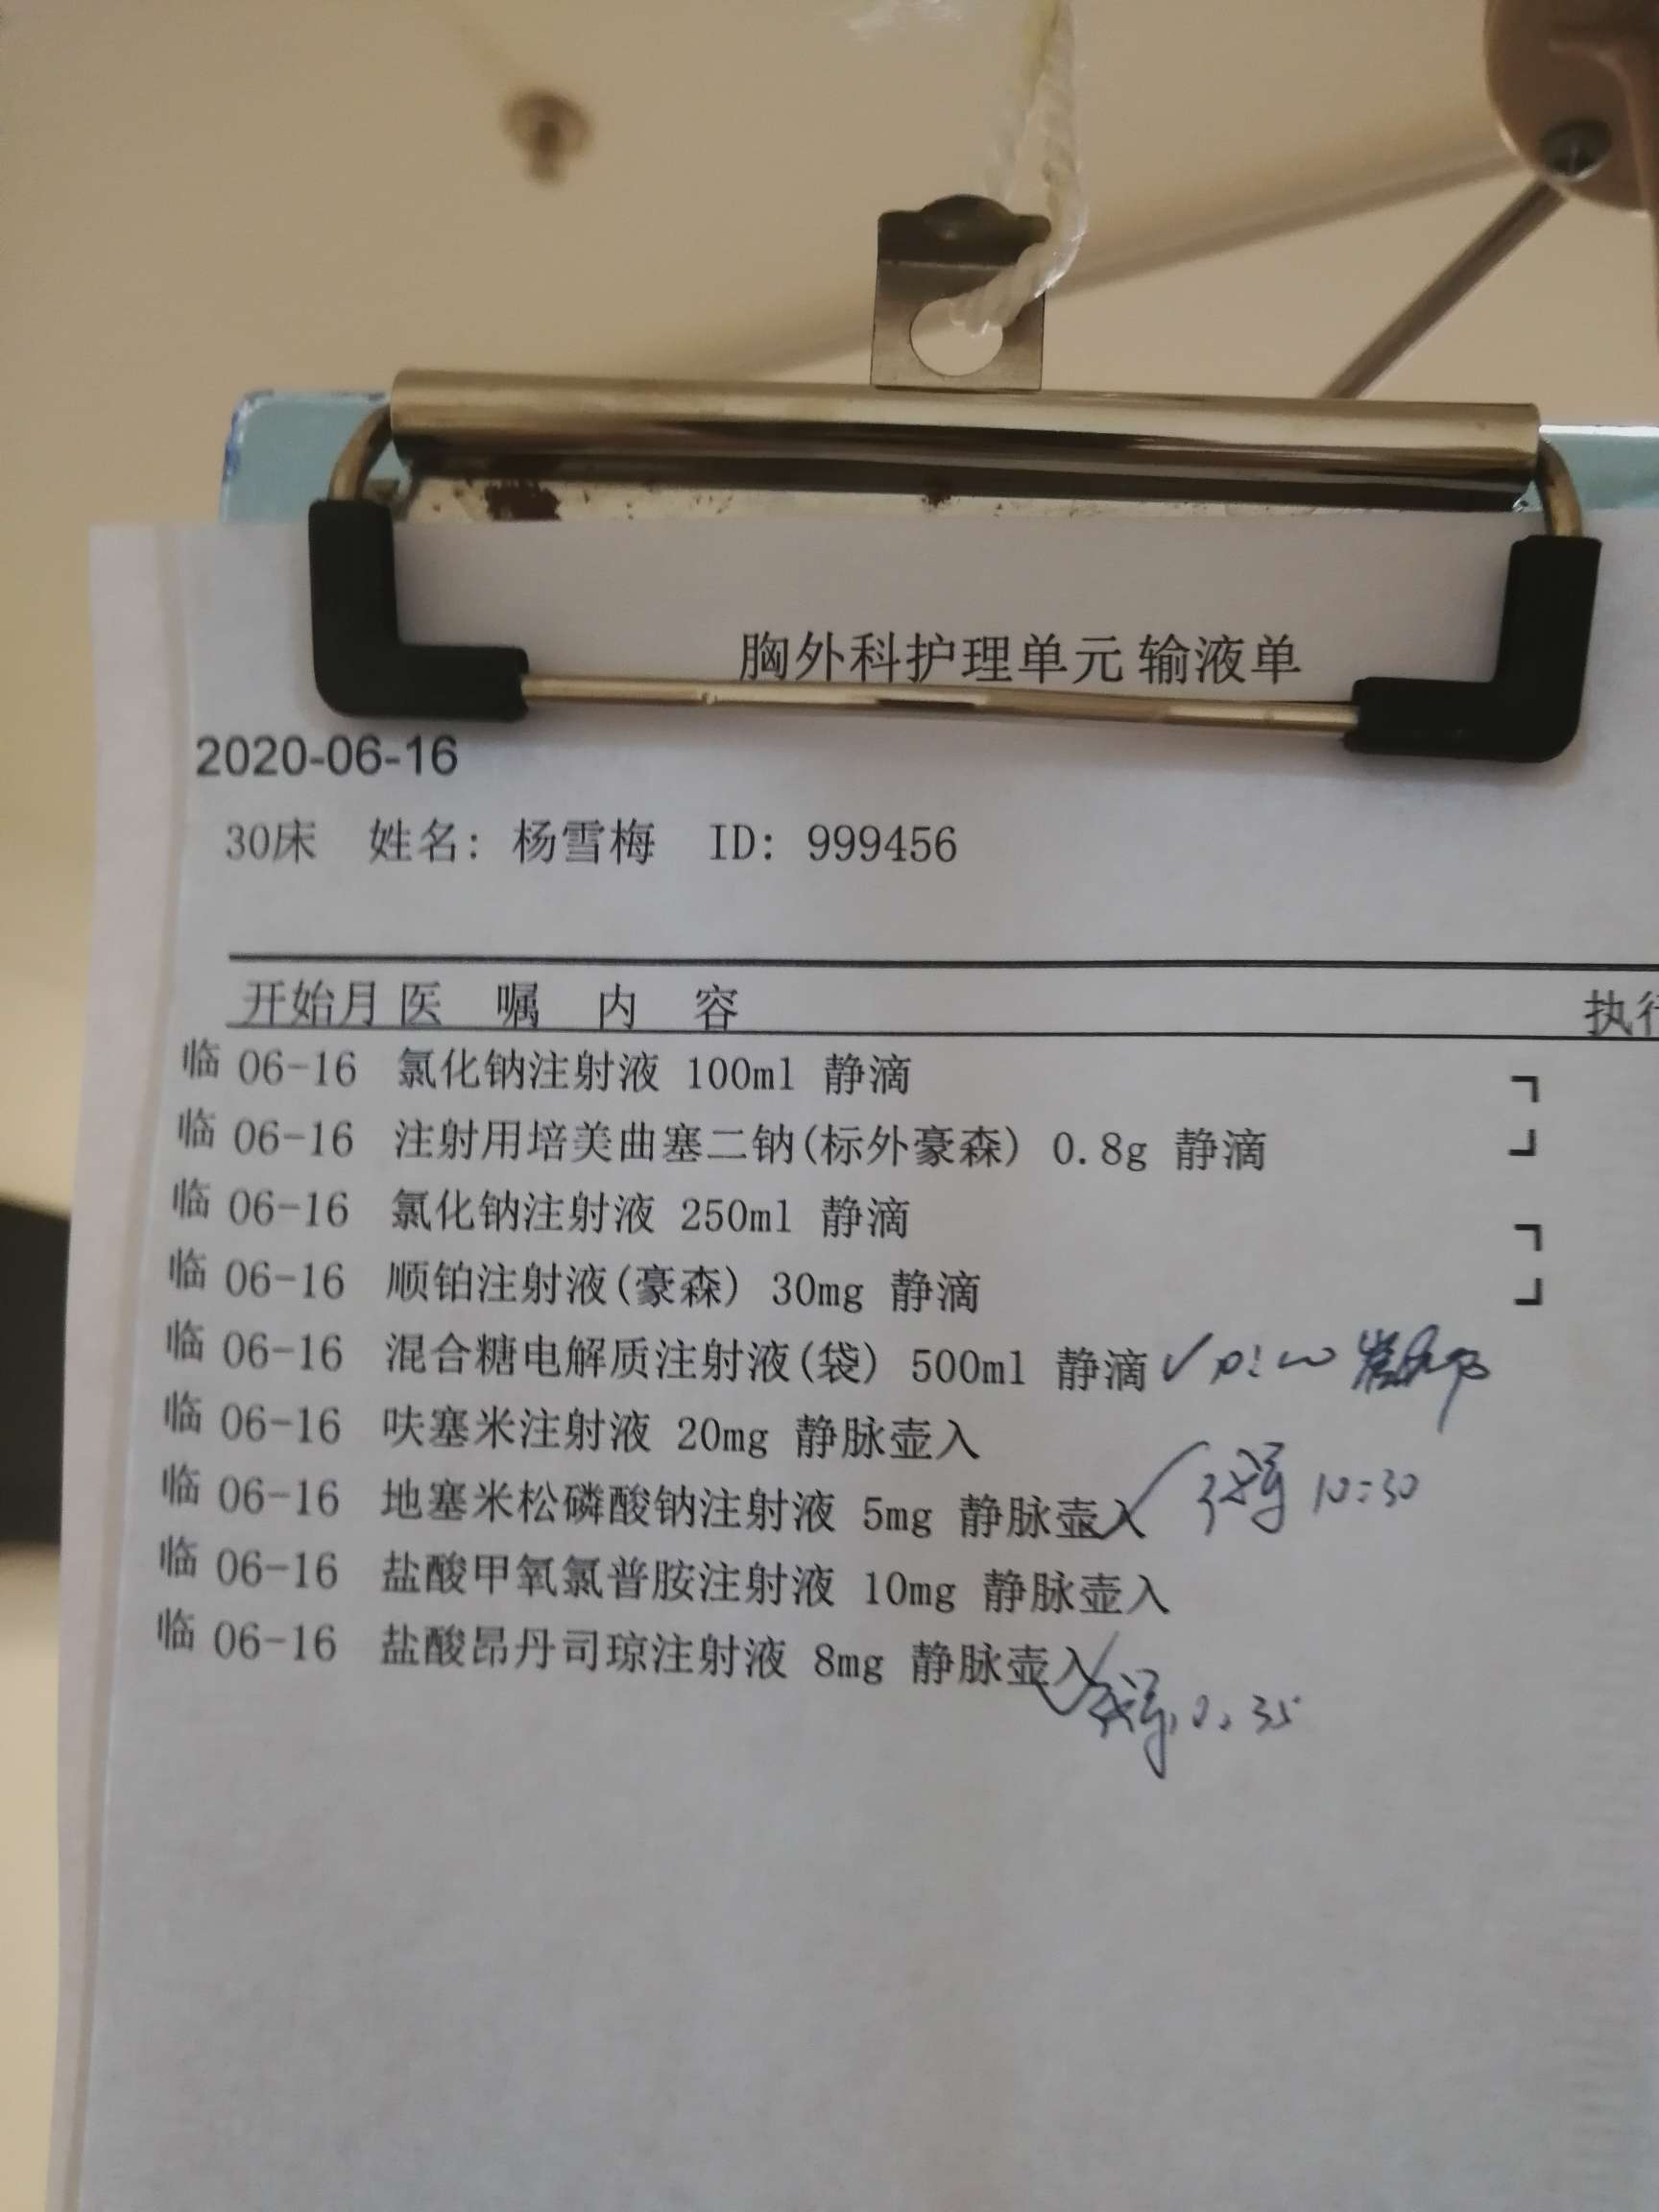 胸外科护理单元 输液单
2020-06-16
30床 姓名: 杨雪梅 ID: 999456
开始月 医 嘱 内 容 执行
临 06-16 氯化钠注射液 100ml 静滴
临 06-16 注射用培美曲塞二钠(标外豪森) 0.8g 静滴
临 06-16 氯化钠注射液 250ml 静滴
临 06-16 顺铂注射液(豪森) 30mg 静滴
临 06-16 混合糖电解质注射液(袋) 500ml 静滴
临 06-16 呋塞米注射液 20mg 静脉壶入
临 06-16 地塞米松磷酸钠注射液 5mg 静脉壶入 10:30
临 06-16 盐酸甲氧氯普胺注射液 10mg 静脉壶入
临 06-16 盐酸昂丹司琼注射液 8mg 静脉壶入